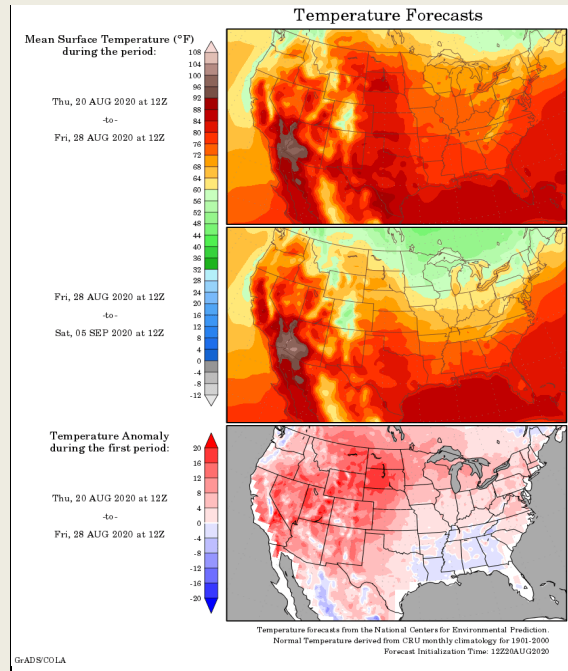 Temperature Forecasts
Mean Surface Temperature (°F)
during the period:
Thu, 20 AUG 2020 at 12Z
-to-
Fri, 28 AUG 2020 at 12Z
108
104
100
96
92
88
84
80
76
72
68
64
60
56
52
48
44
40
36
32
28
24
20
16
12
8
4
0
-4
-8
-12
Fri, 28 AUG 2020 at 12Z
-to-
Sat, 05 SEP 2020 at 12Z
Temperature Anomaly
during the first period:
Thu, 20 AUG 2020 at 12Z
-to-
Fri, 28 AUG 2020 at 12Z
20
16
12
8
4
0
-4
-8
-12
-16
-20
Temperature forecasts from the National Centers for Environmental Prediction.
Normal Temperature derived from CRU monthly climatology for 1901-2000
Forecast Initialization Time: 12Z20AUG2020
GrADS/COLA